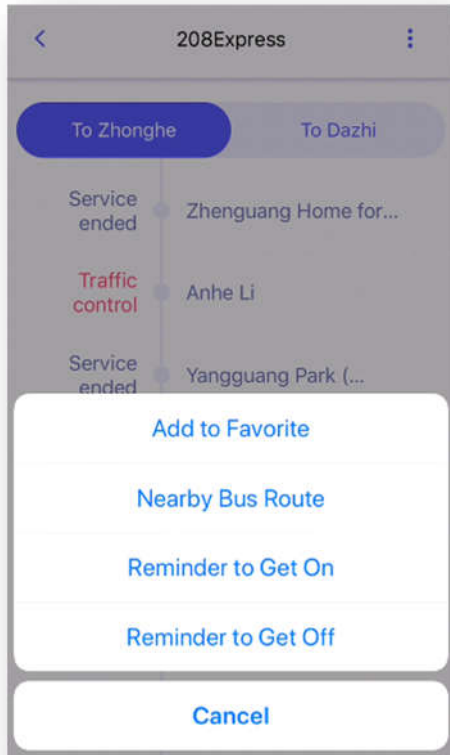 208Express
To Zhonghe
To Dazhi
Service
ended
Zhenguang Home for...
Traffic
control
Anhe Li
Service
ended
Yangguang Park (...
Add to Favorite
Nearby Bus Route
Reminder to Get On
Reminder to Get Off
Cancel